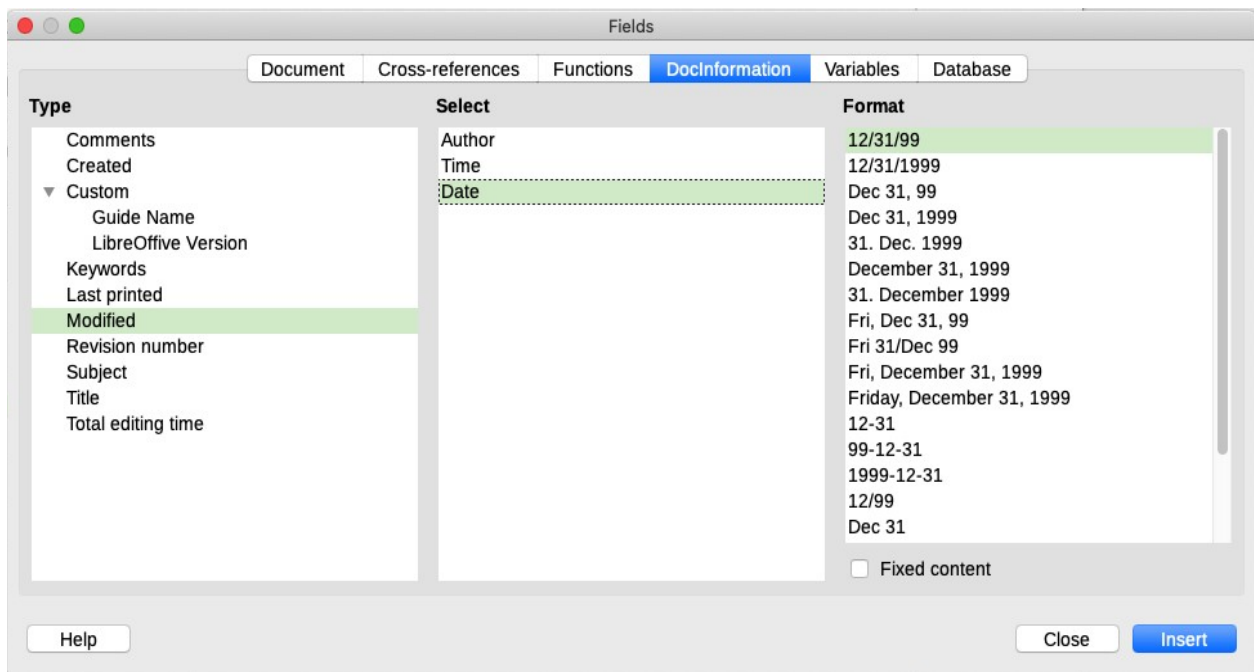 Fields
Document Cross-references Functions DocInformation Variables Database
Type
Comments
Created
Custom
Guide Name
LibreOffive Version
Keywords
Last printed
Modified
Revision number
Subject
Title
Total editing time
Select
Author
Time
Date
Format
12/31/99
12/31/1999
Dec 31, 99
Dec 31, 1999
31. Dec. 1999
December 31, 1999
31. December 1999
Fri, Dec 31, 99
Fri 31/Dec 99
Fri, December 31, 1999
Friday, December 31, 1999
12-31
99-12-31
1999-12-31
12/99
Dec 31
Fixed content
Help Close Insert